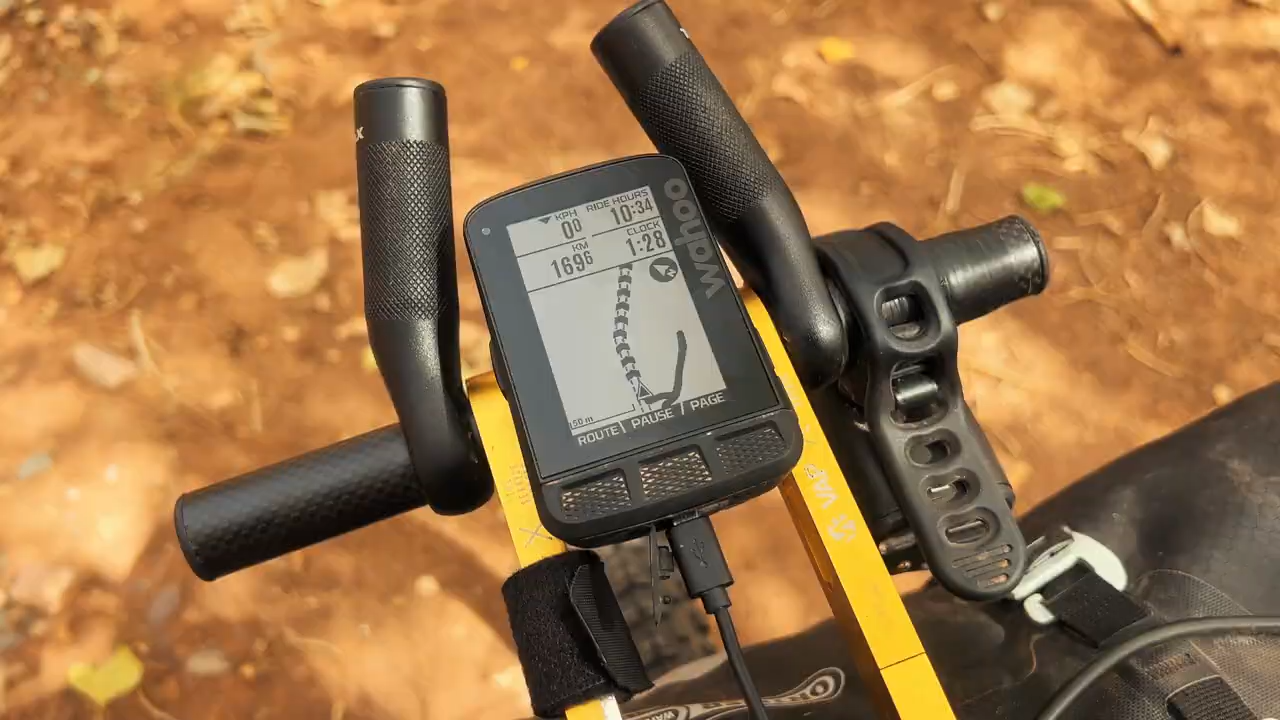 KPH RIDE HOURS
0⁰ 10:34
KM CLOCK
169⁶ 1:28
wahoo
N
50 m
ROUTE PAUSE PAGE
X